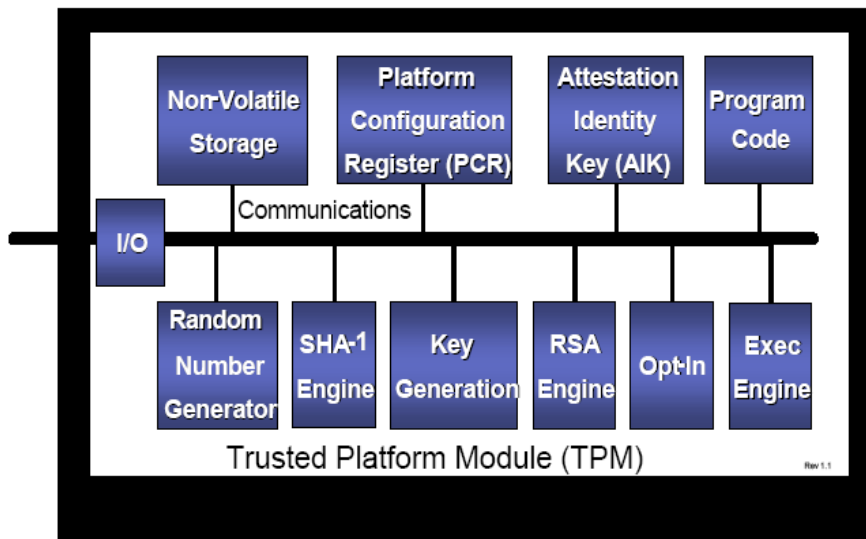 Non-Volatile
Storage
Platform
Configuration
Register (PCR)
Attestation
Identity
Key (AIK)
Program
Code
Communications
I/O
Random
Number
Generator
SHA-1
Engine
Key
Generation
RSA
Engine
Opt-In
Exec
Engine
Trusted Platform Module (TPM)
Rev 1.1